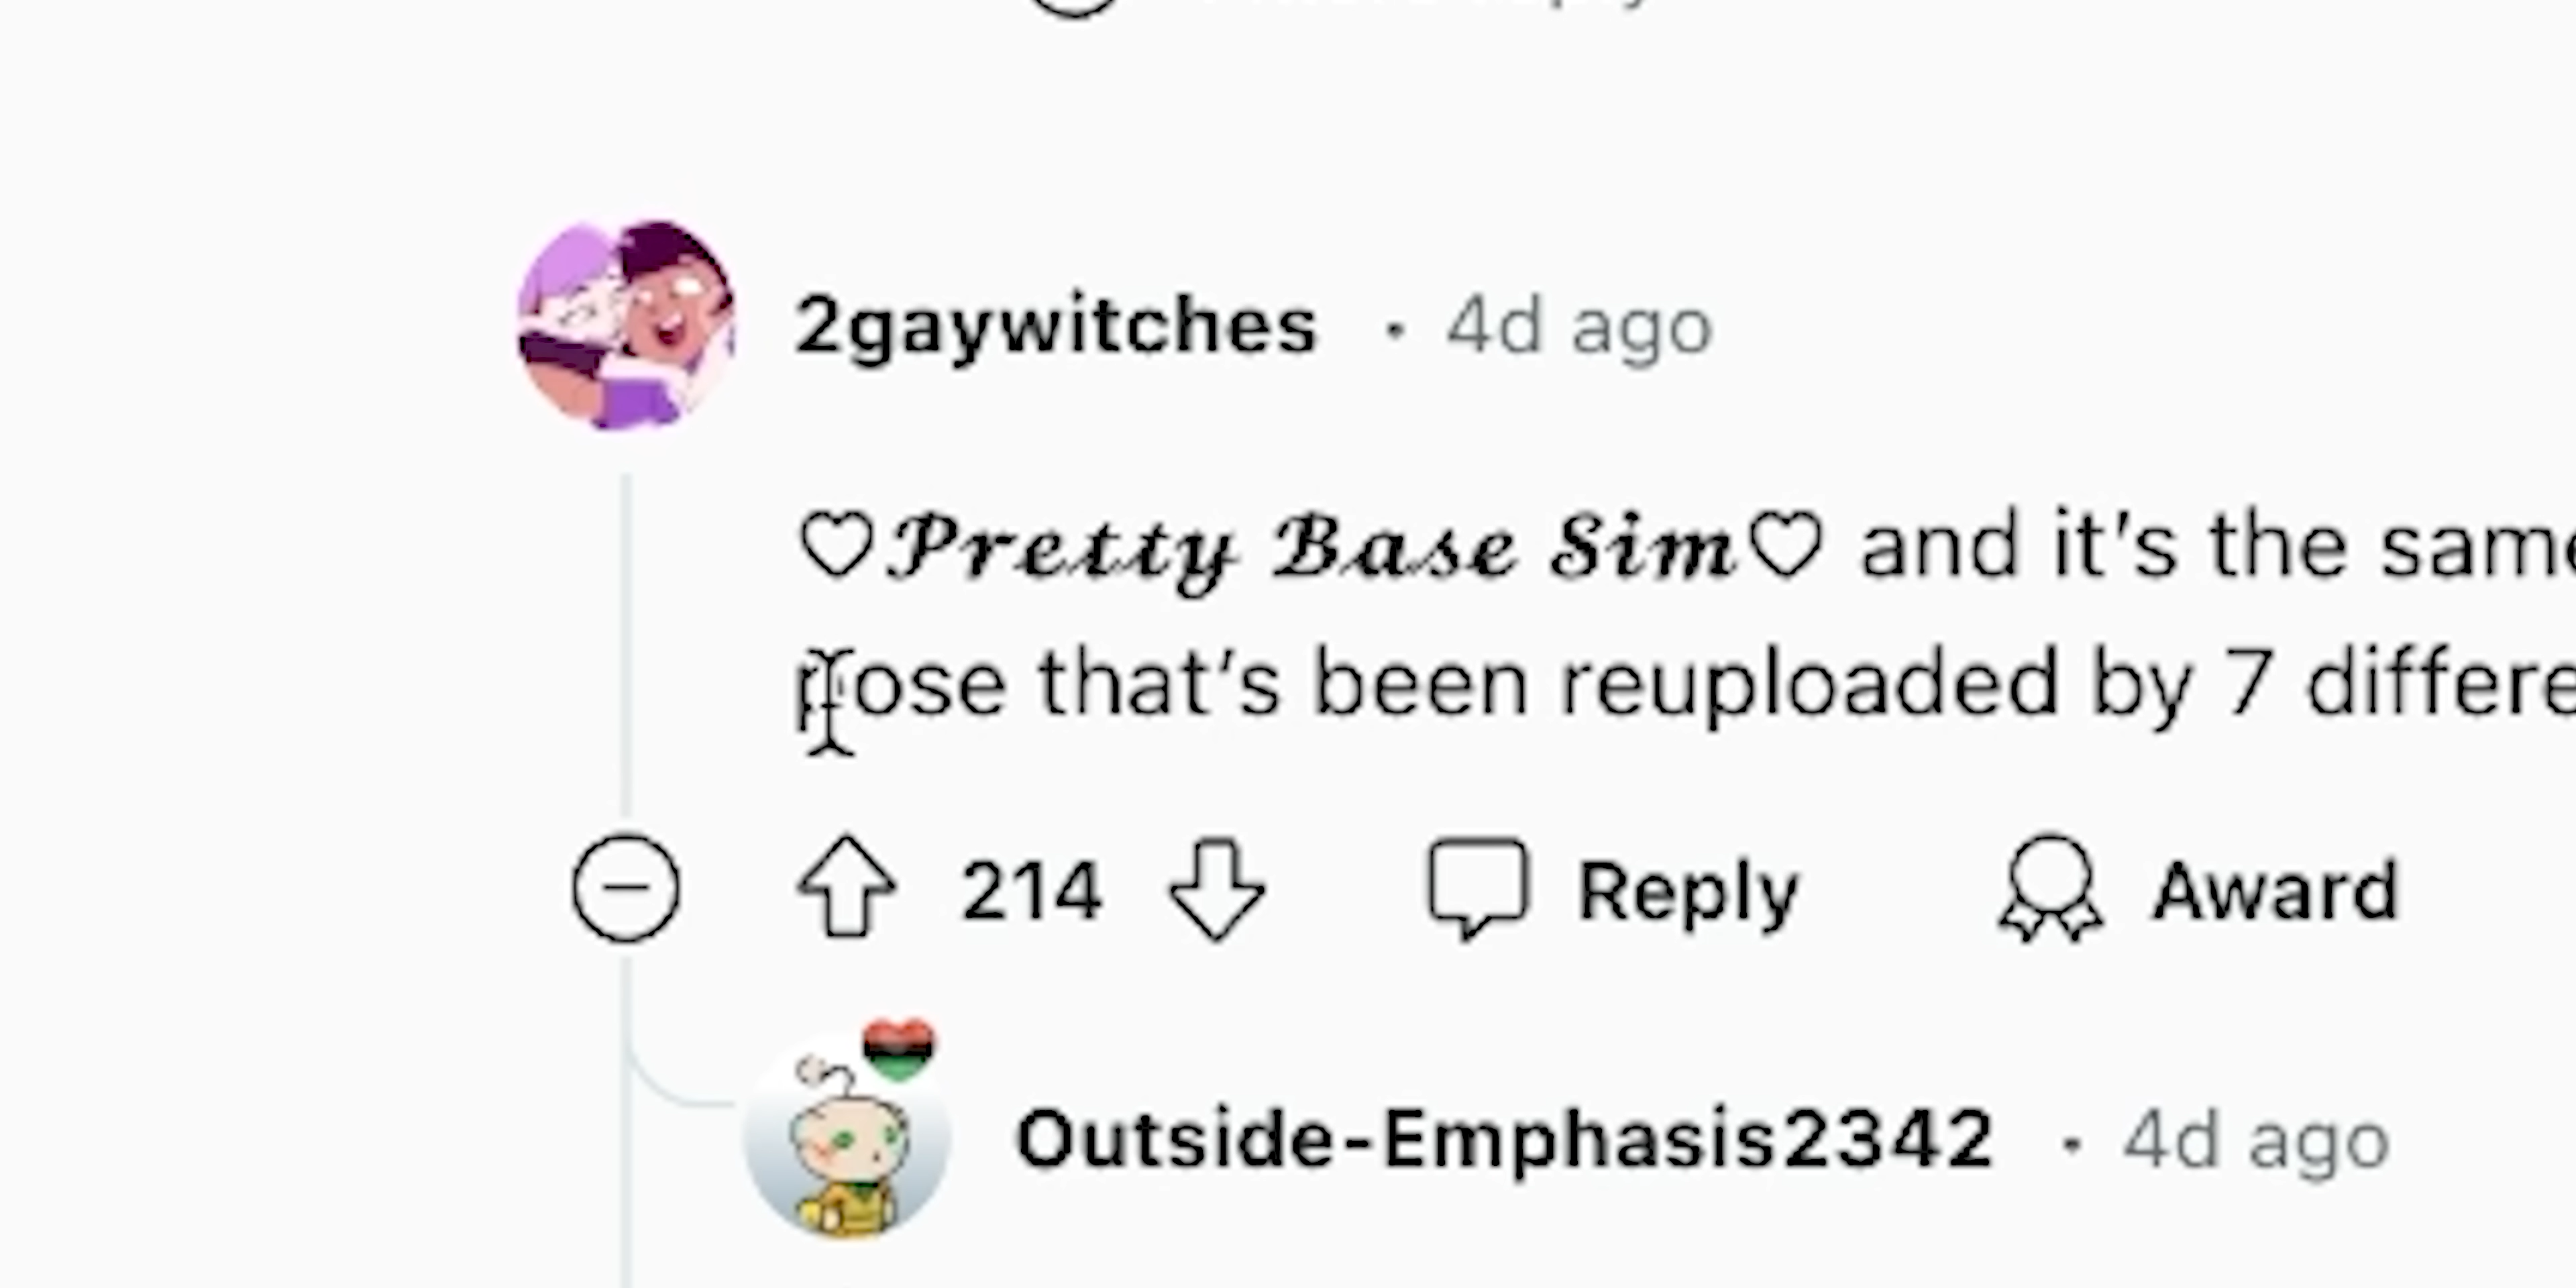 2gaywitches • 4d ago
♡𝓟𝓻𝓮𝓽𝓽𝔂 𝓑𝓪𝓼𝓮 𝓢𝓲𝓶♡ and it's the same
nose that's been reuploaded by 7 differe
214 Reply Award
Outside-Emphasis2342 • 4d ago